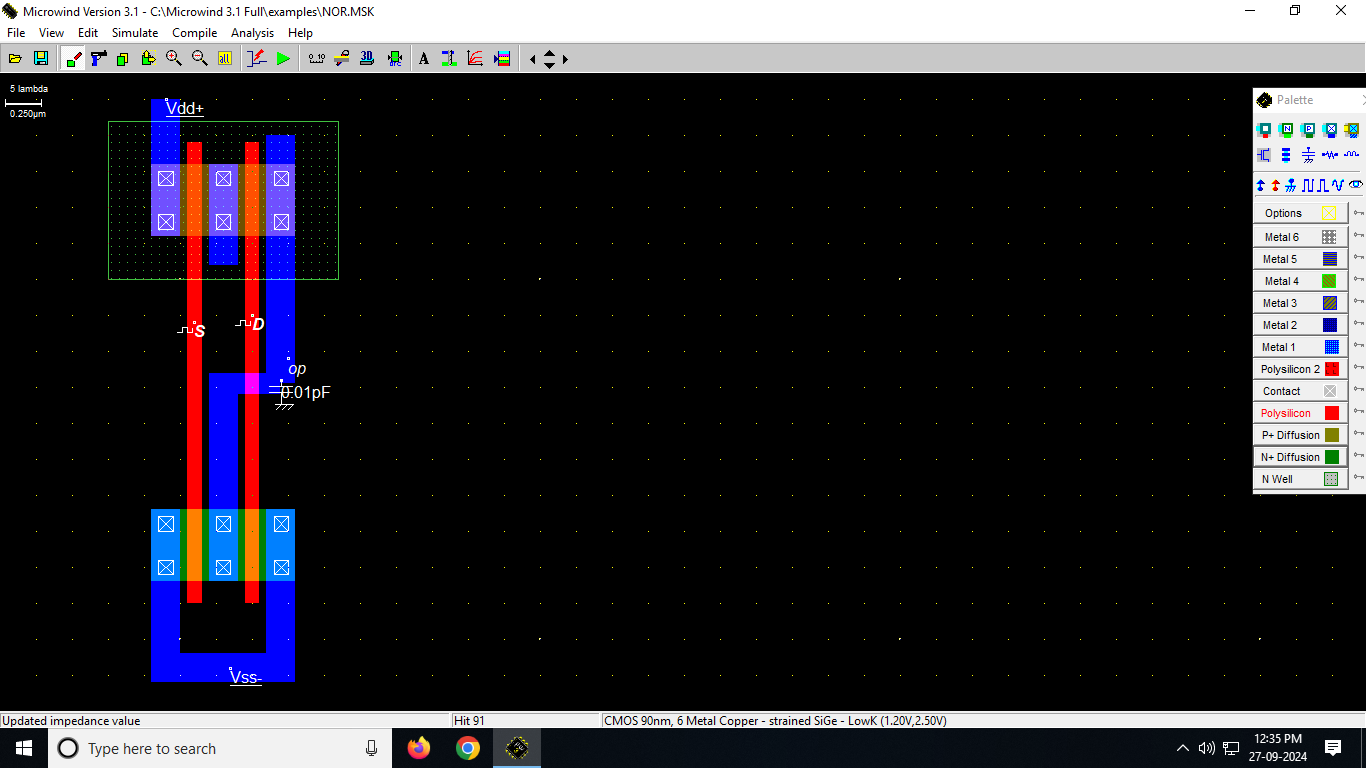 Microwind Version 3.1 - C:\Microwind 3.1 Full\examples\NOR.MSK
File View Edit Simulate Compile Analysis Help
5 lambda
0.250µm
Vdd+
S
D
op
0.01pF
Vss-
Palette
Options
Metal 6
Metal 5
Metal 4
Metal 3
Metal 2
Metal 1
Polysilicon 2
Contact
Polysilicon
P+ Diffusion
N+ Diffusion
N Well
Updated impedance value
Hit 91
CMOS 90nm, 6 Metal Copper - strained SiGe - LowK (1.20V,2.50V)
Type here to search
12:35 PM
27-09-2024